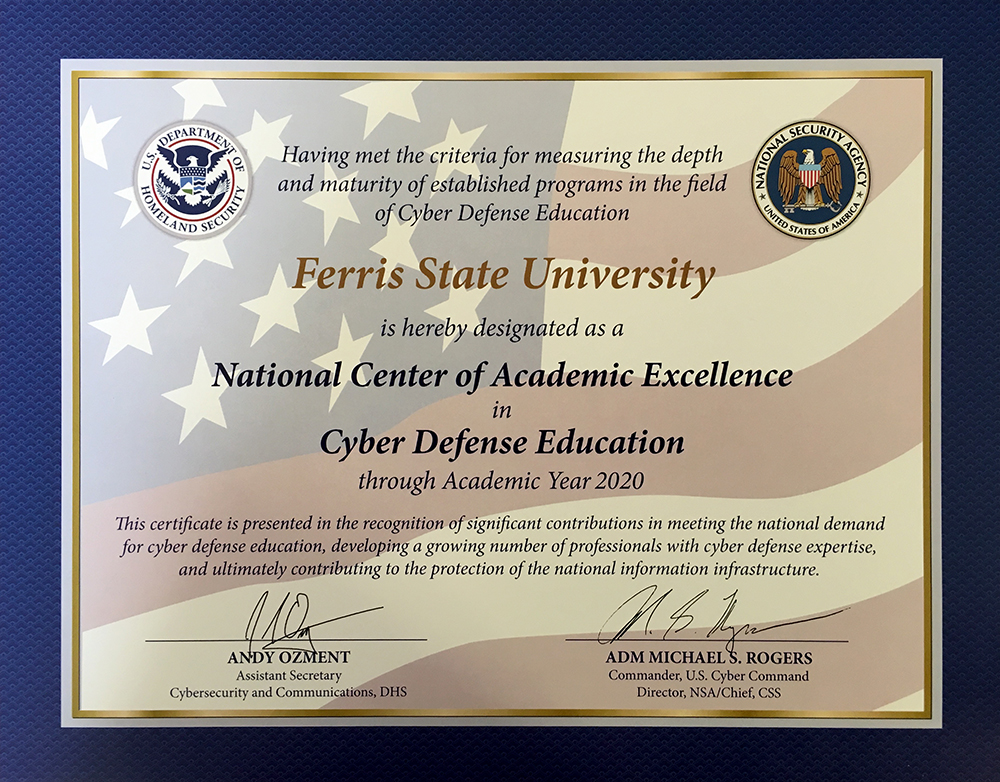 U.S. DEPARTMENT OF
HOMELAND SECURITY
NATIONAL SECURITY AGENCY
UNITED STATES OF AMERICA
Having met the criteria for measuring the depth
and maturity of established programs in the field
of Cyber Defense Education
Ferris State University
is hereby designated as a
National Center of Academic Excellence
in
Cyber Defense Education
through Academic Year 2020
This certificate is presented in the recognition of significant contributions in meeting the national demand
for cyber defense education, developing a growing number of professionals with cyber defense expertise,
and ultimately contributing to the protection of the national information infrastructure.
ANDY OZMENT
Assistant Secretary
Cybersecurity and Communications, DHS
ADM MICHAEL S. ROGERS
Commander, U.S. Cyber Command
Director, NSA/Chief, CSS